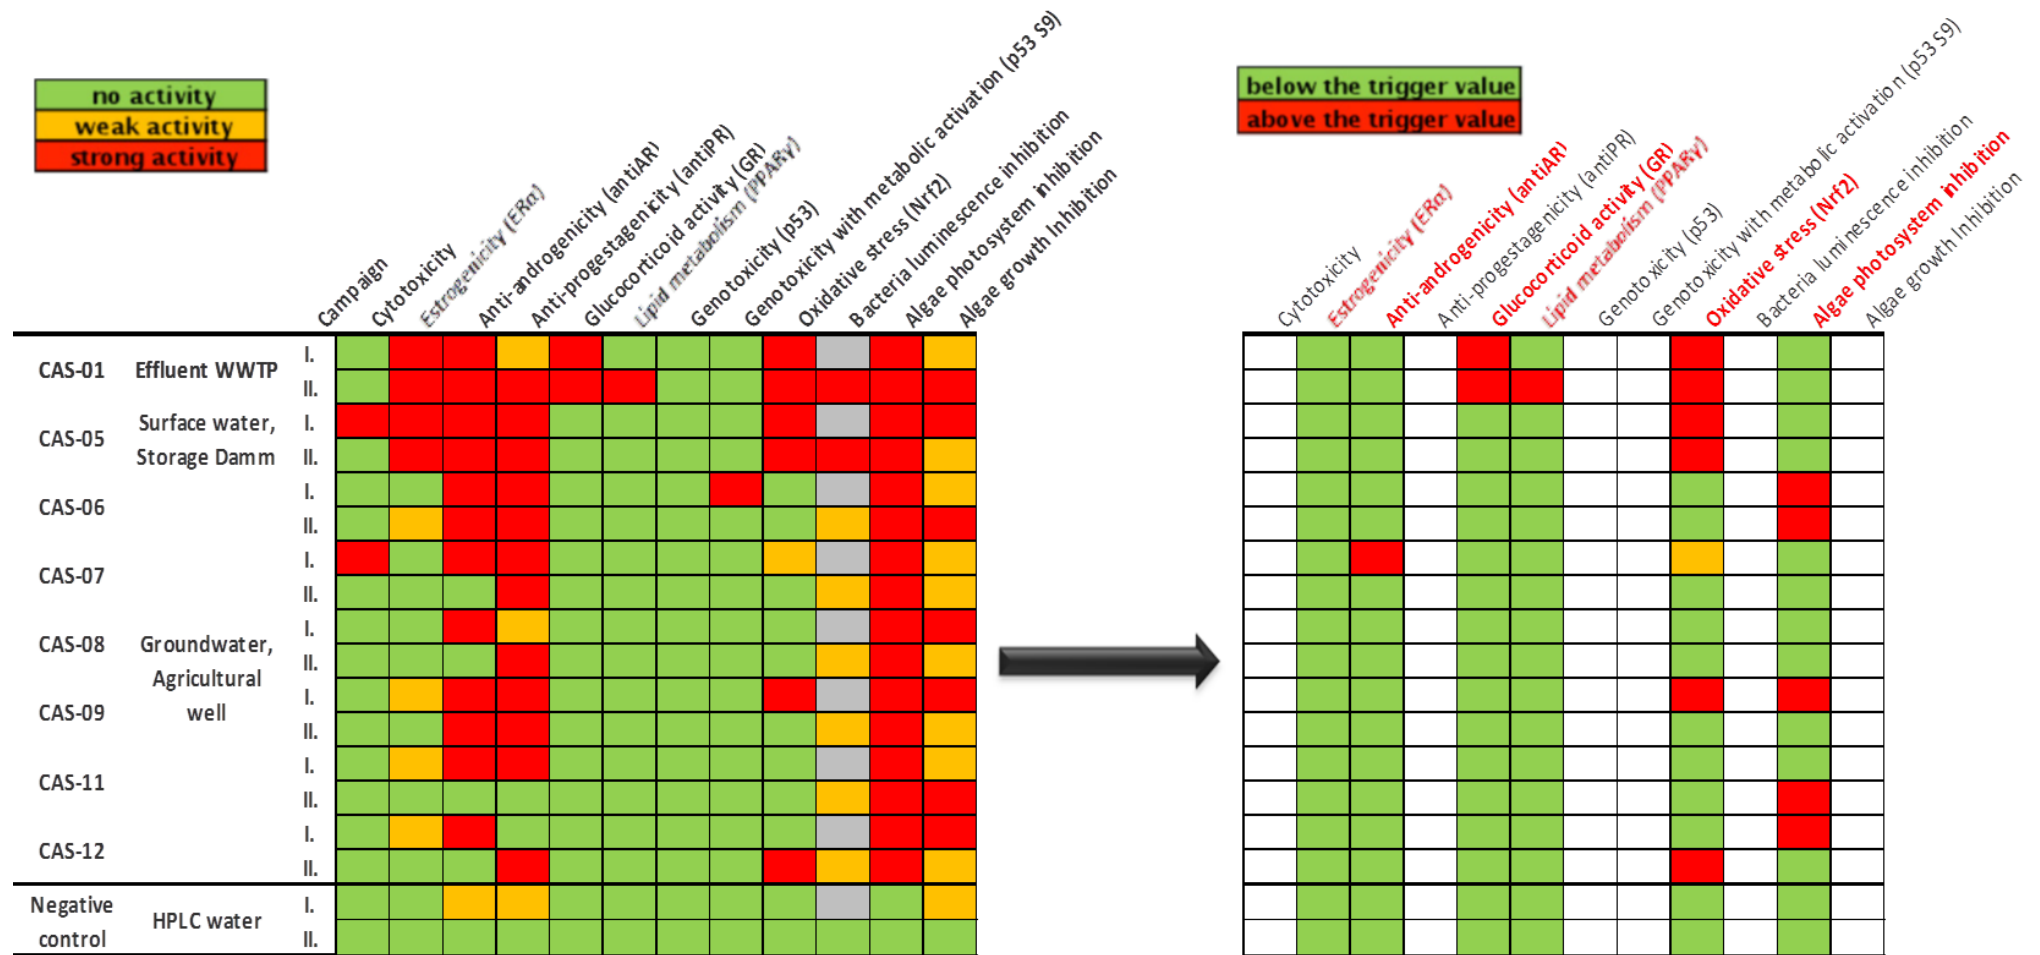 no activity
weak activity
strong activity
below the trigger value
above the trigger value
Campaign
Cytotoxicity
Estrogenicity (ERα)
Anti-androgenicity (antiAR)
Anti-progestagenicity (antiPR)
Glucocorticoid activity (GR)
Lipid metabolism (PPARγ)
Genotoxicity (p53)
Genotoxicity with metabolic activation (p53 S9)
Oxidative stress (Nrf2)
Bacteria luminescence inhibition
Algae photosystem inhibition
Algae growth Inhibition
Cytotoxicity
Estrogenicity (ERα)
Anti-androgenicity (antiAR)
Anti-progestagenicity (antiPR)
Glucocorticoid activity (GR)
Lipid metabolism (PPARγ)
Genotoxicity (p53)
Genotoxicity with metabolic activation (p53 S9)
Oxidative stress (Nrf2)
Bacteria luminescence inhibition
Algae photosystem inhibition
Algae growth Inhibition
CAS-01 Effluent WWTP I.
II.
CAS-05 Surface water, I.
Storage Damm II.
CAS-06 I.
II.
CAS-07 I.
II.
CAS-08 Groundwater, I.
Agricultural II.
CAS-09 well I.
II.
CAS-11 I.
II.
CAS-12 I.
II.
Negative HPLC water I.
control II.